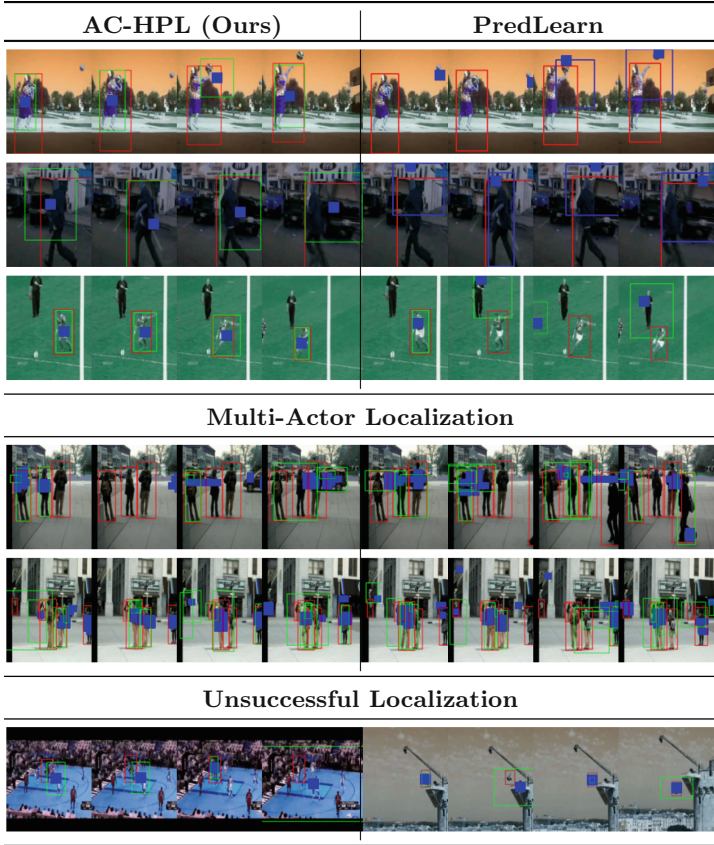 AC-HPL (Ours)
PredLearn
Multi-Actor Localization
Unsuccessful Localization